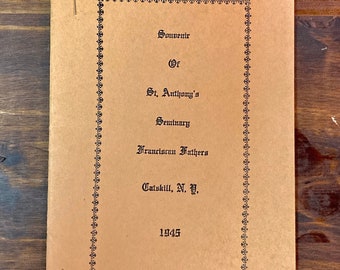 Souvenir
Of
St. Anthony's
Seminary
Franciscan Fathers
Catskill, N. Y.
1945